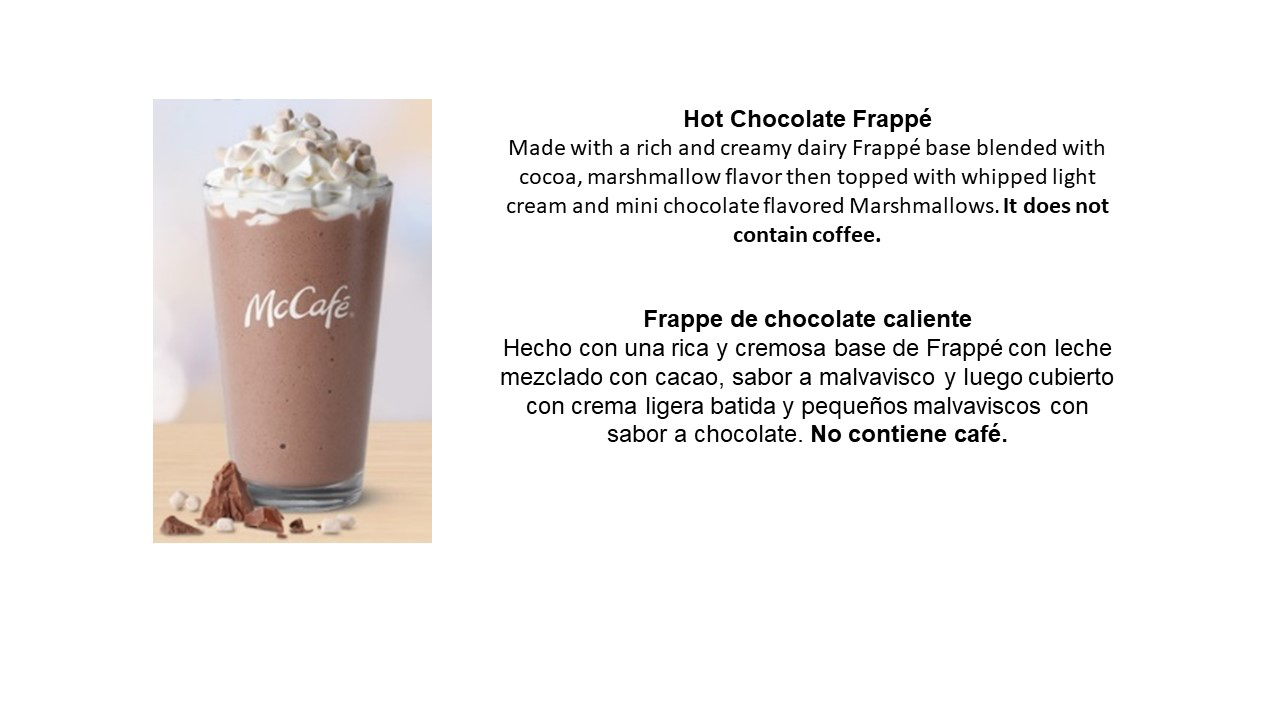 McCafé®
Hot Chocolate Frappé
Made with a rich and creamy dairy Frappé base blended with
cocoa, marshmallow flavor then topped with whipped light
cream and mini chocolate flavored Marshmallows. It does not
contain coffee.
Frappe de chocolate caliente
Hecho con una rica y cremosa base de Frappé con leche
mezclado con cacao, sabor a malvavisco y luego cubierto
con crema ligera batida y pequeños malvaviscos con
sabor a chocolate. No contiene café.